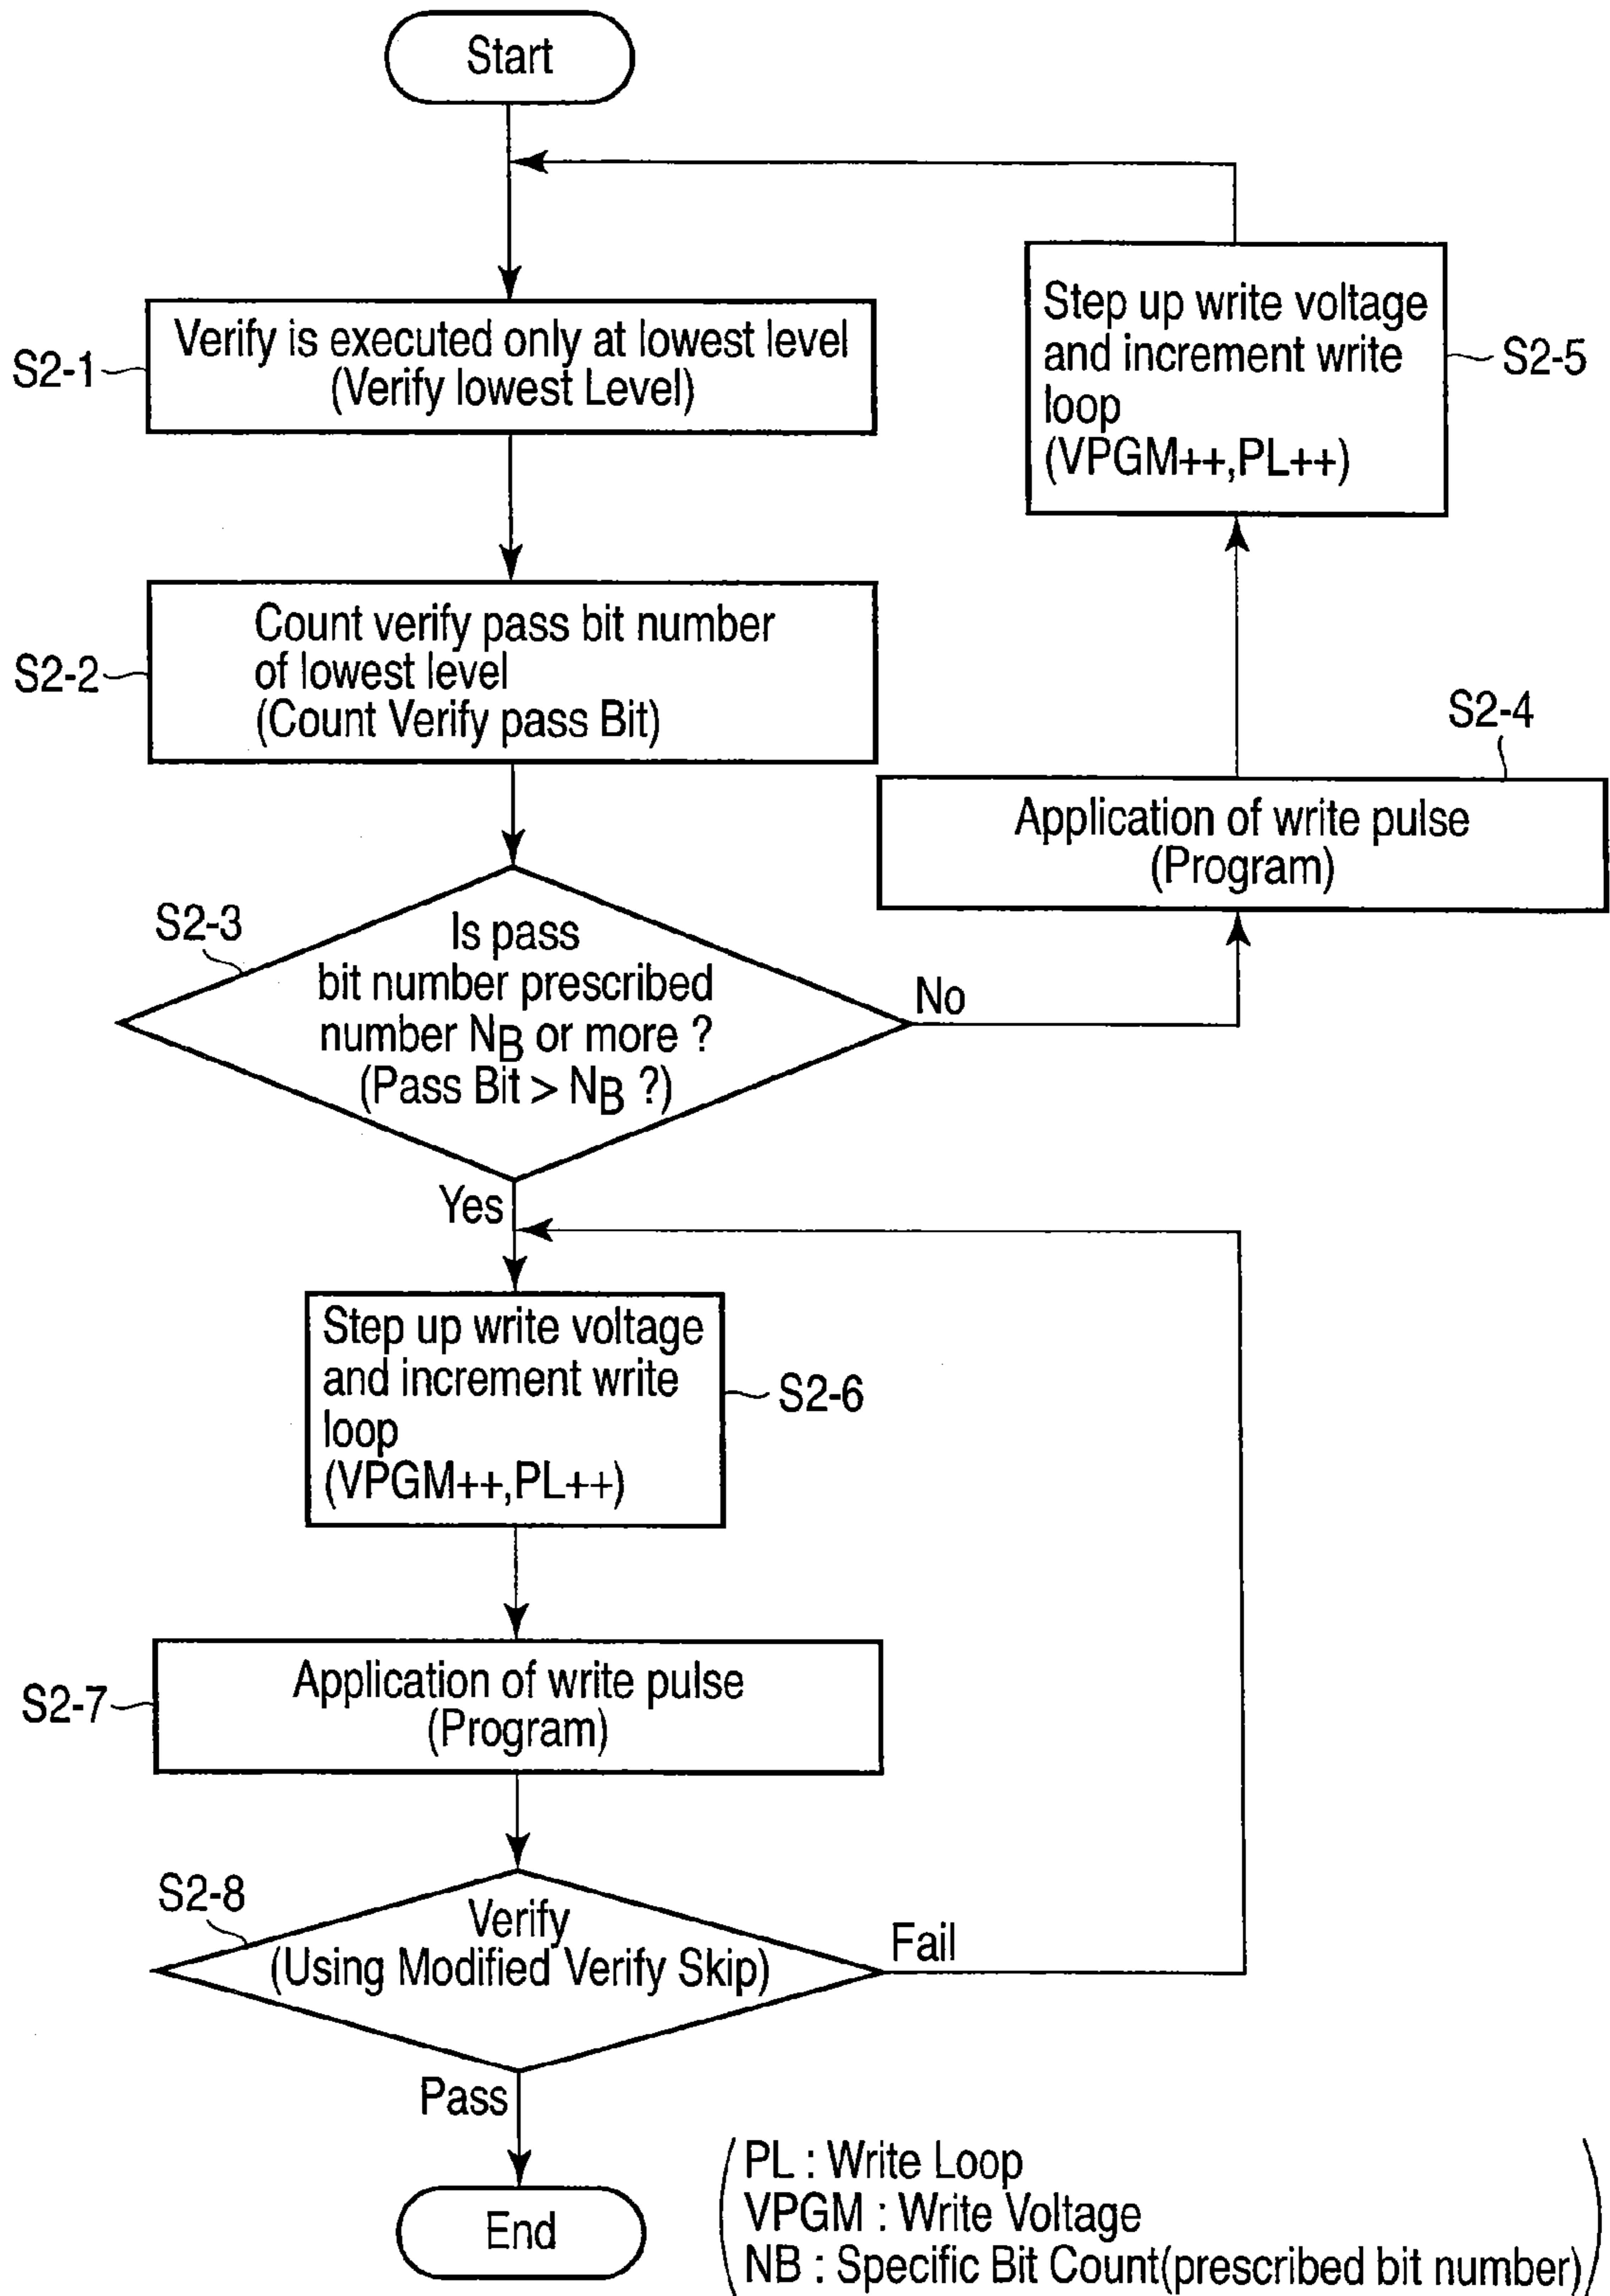 Start
S2-1
Verify is executed only at lowest level
(Verify lowest Level)
S2-2
Count verify pass bit number
of lowest level
(Count Verify pass Bit)
S2-3
Is pass
bit number prescribed
number NB or more ?
(Pass Bit > NB ?)
No
Yes
S2-4
Application of write pulse
(Program)
S2-5
Step up write voltage
and increment write
loop
(VPGM++,PL++)
Step up write voltage
and increment write
loop
(VPGM++,PL++)
S2-6
S2-7
Application of write pulse
(Program)
S2-8
Verify
(Using Modified Verify Skip)
Fail
Pass
End
PL : Write Loop
VPGM : Write Voltage
NB : Specific Bit Count(prescribed bit number)